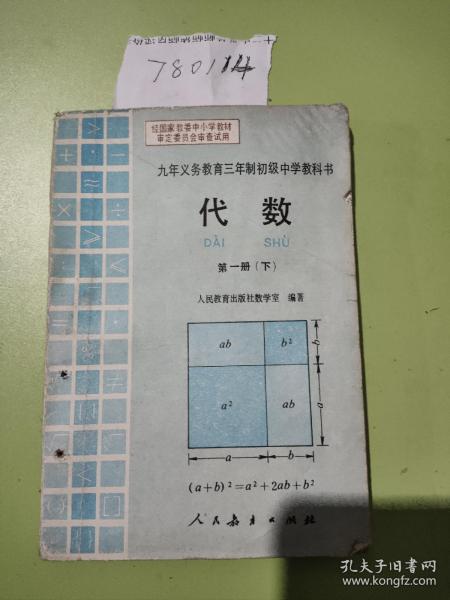 780114
经国家教委中小学教材
审定委员会审查试用
九年义务教育三年制初级中学教科书
代数
DÀI SHÙ
第一册(下)
人民教育出版社数学室 编著
ab b²
b
a² ab
a
a b
(a+b)²=a²+2ab+b²
人民教育出版社
孔夫子旧书网
www.kongfz.com